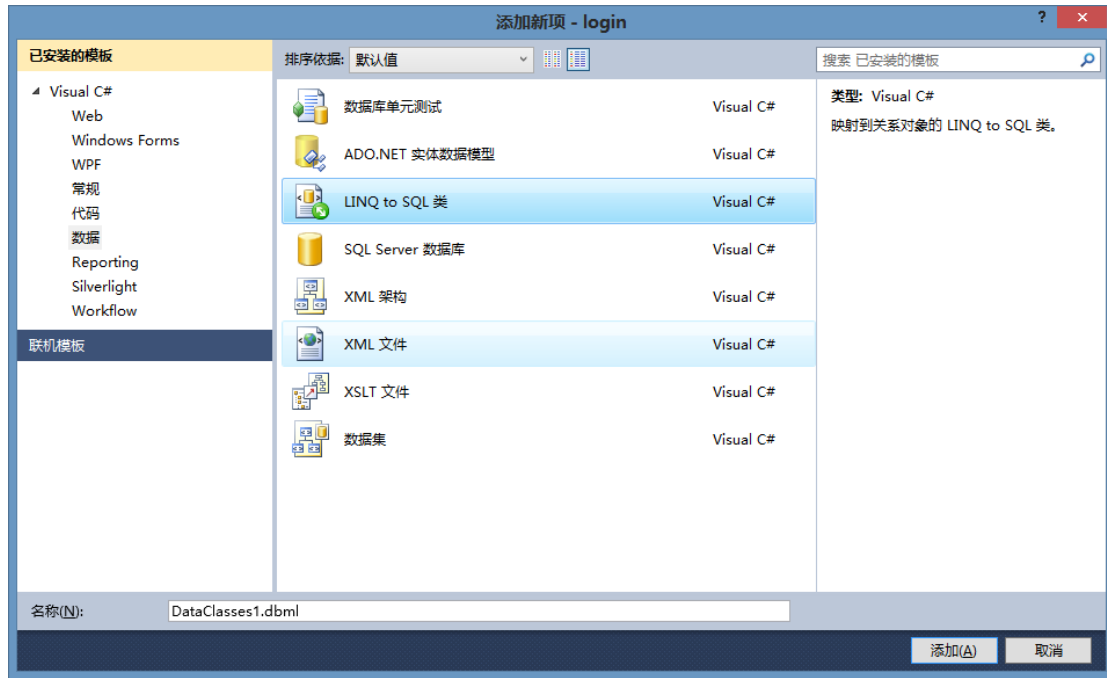 添加新项 - login
?
×
已安装的模板
排序依据: 默认值
搜索 已安装的模板
Visual C#
Web
Windows Forms
WPF
常规
代码
数据
Reporting
Silverlight
Workflow
联机模板
数据库单元测试 Visual C#
ADO.NET 实体数据模型 Visual C#
LINQ to SQL 类 Visual C#
SQL Server 数据库 Visual C#
XML 架构 Visual C#
XML 文件 Visual C#
XSLT 文件 Visual C#
数据集 Visual C#
类型: Visual C#
映射到关系对象的 LINQ to SQL 类。
名称(N): DataClasses1.dbml
添加(A) 取消